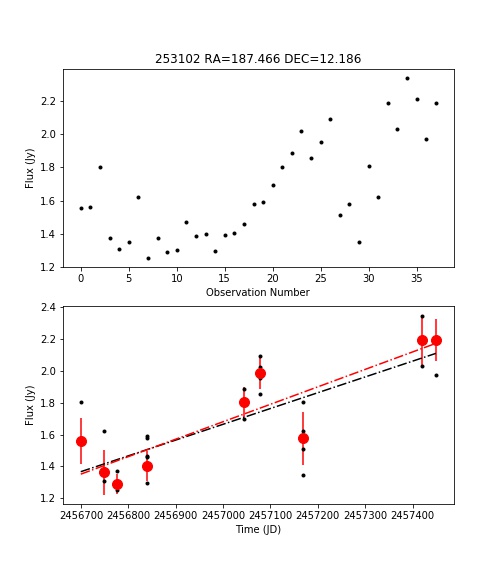 253102 RA=187.466 DEC=12.186
Flux (Jy)
2.2
2.0
1.8
1.6
1.4
1.2
0 5 10 15 20 25 30 35
Observation Number
Flux (Jy)
2.4
2.2
2.0
1.8
1.6
1.4
1.2
2456700 2456800 2456900 2457000 2457100 2457200 2457300 2457400
Time (JD)